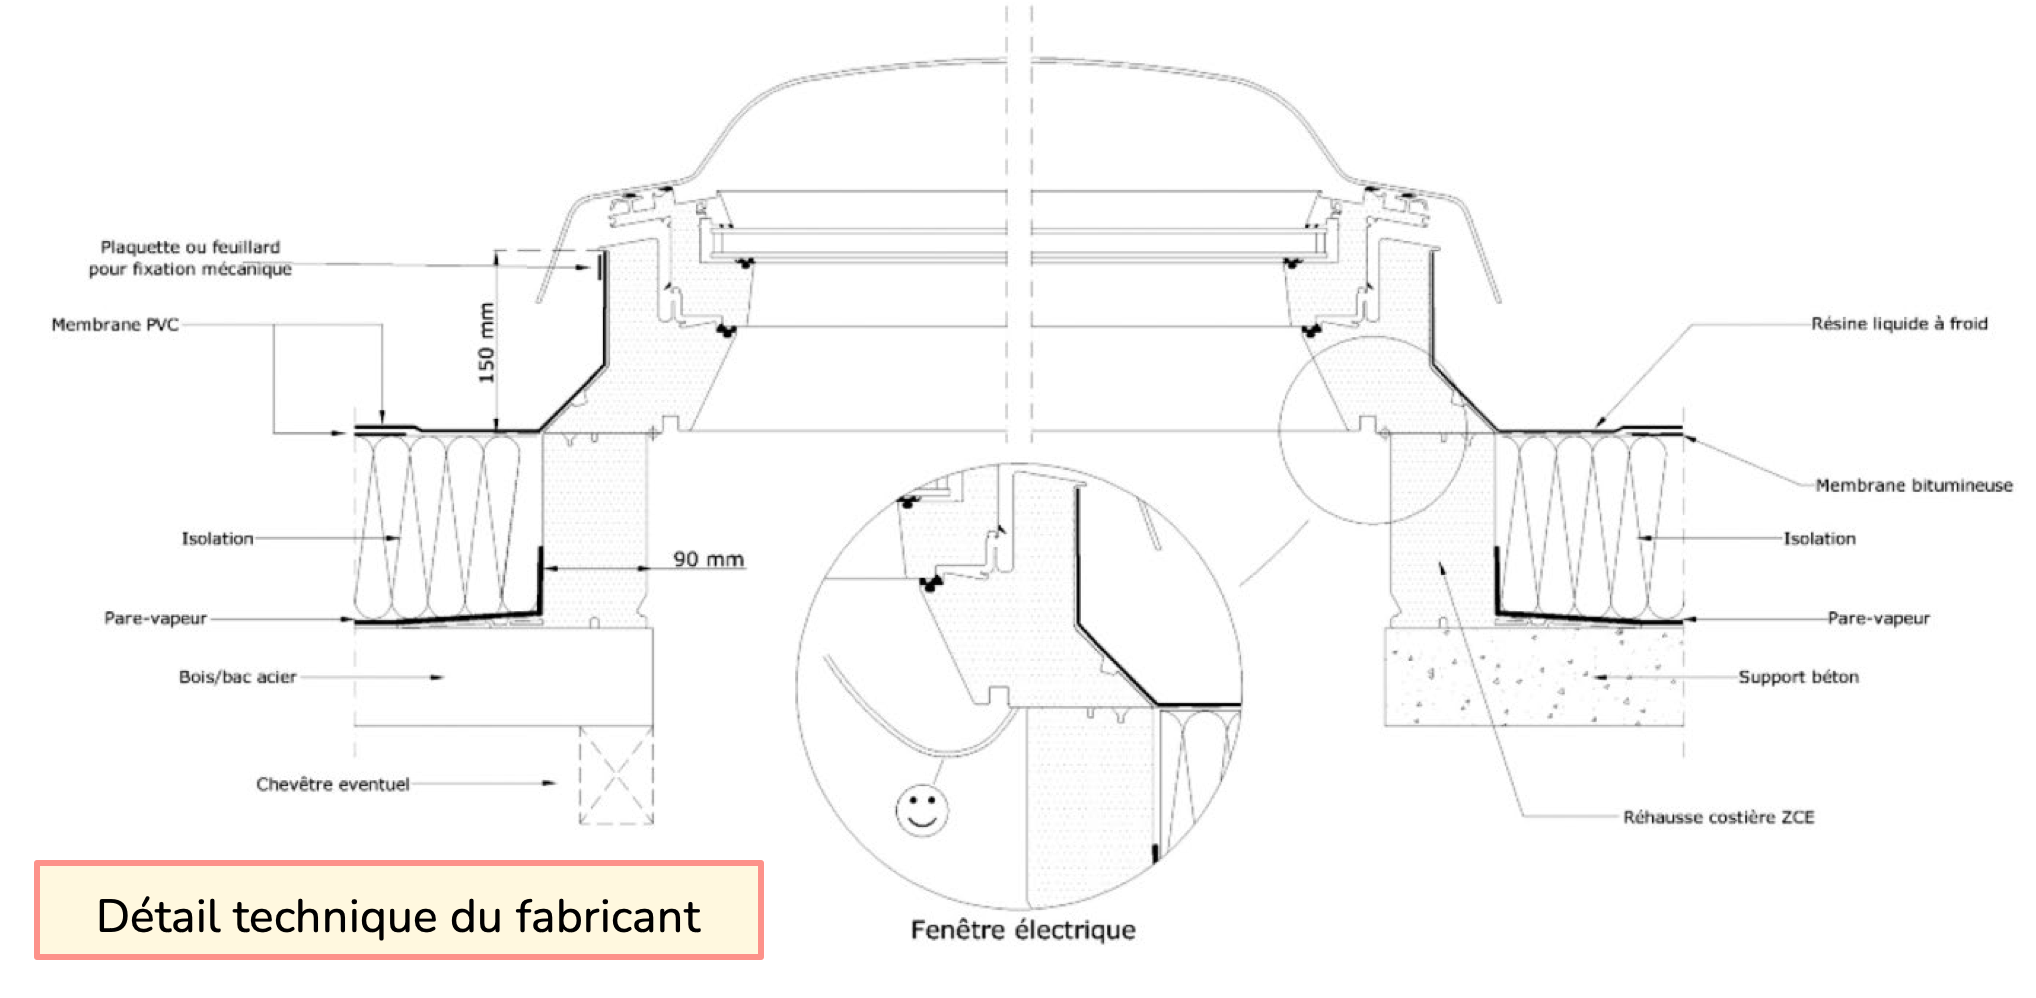 Plaquette ou feuillard
pour fixation mécanique
150 mm
Membrane PVC
Résine liquide à froid
Membrane bitumineuse
Isolation
Isolation
90 mm
Pare-vapeur
Pare-vapeur
Bois/bac acier
Support béton
Chevêtre eventuel
Réhausse costière ZCE
Détail technique du fabricant
Fenêtre électrique